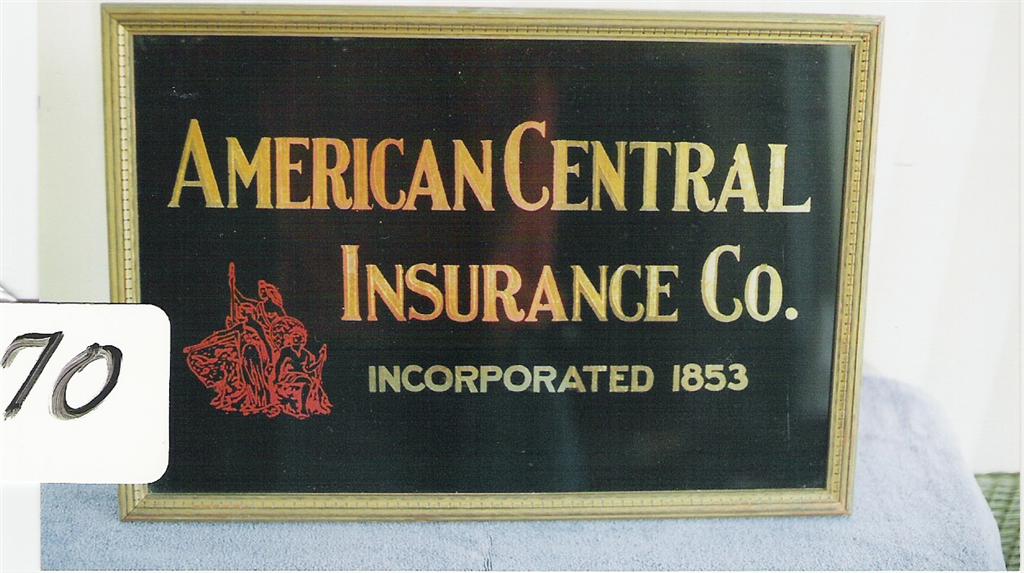 AMERICAN CENTRAL
INSURANCE CO.
INCORPORATED 1853
70